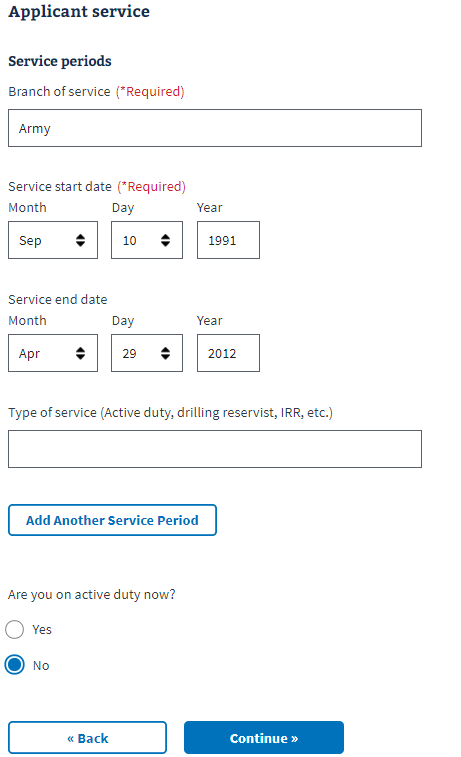 Applicant service
Service periods
Branch of service (*Required)
Army
Service start date (*Required)
Month Day Year
Sep 10 1991
Service end date
Month Day Year
Apr 29 2012
Type of service (Active duty, drilling reservist, IRR, etc.)
Add Another Service Period
Are you on active duty now?
Yes
No
« Back Continue »